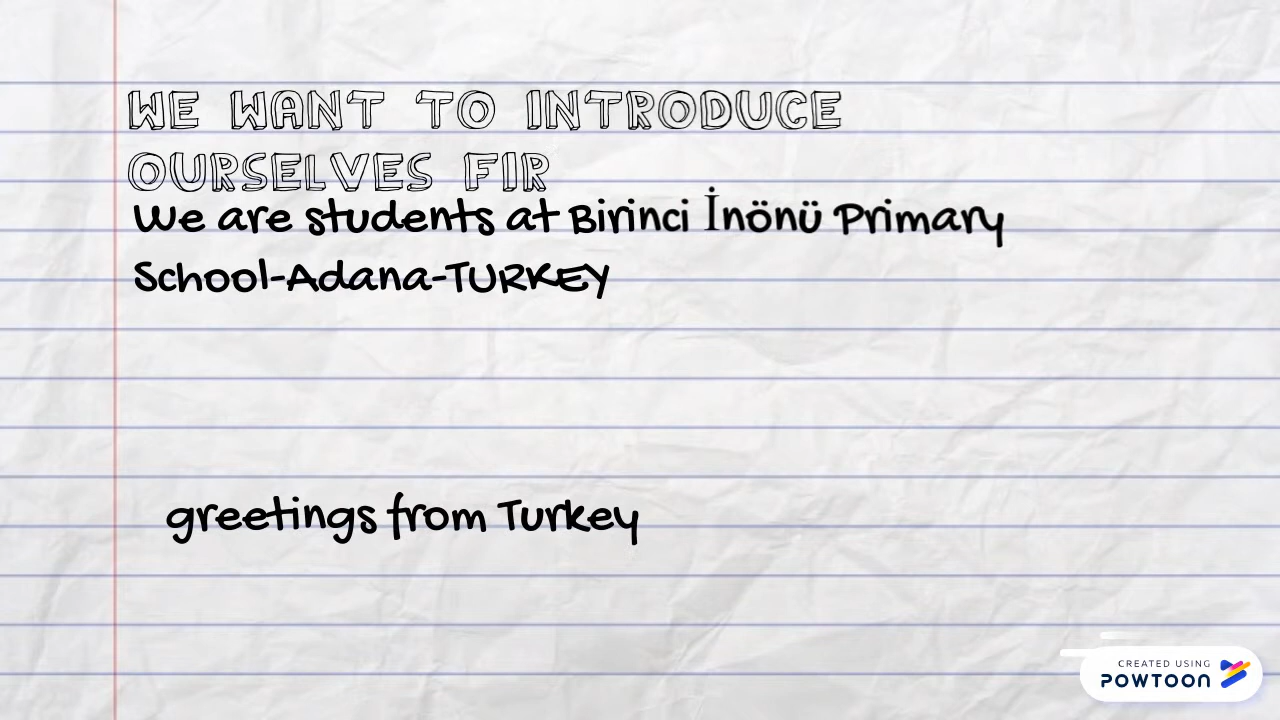 WE WANT TO INTRODUCE
OURSELVES FIR
We are students at Birinci İnönü Primary
School-Adana-TURKEY
greetings from Turkey
CREATED USING
POWTOON